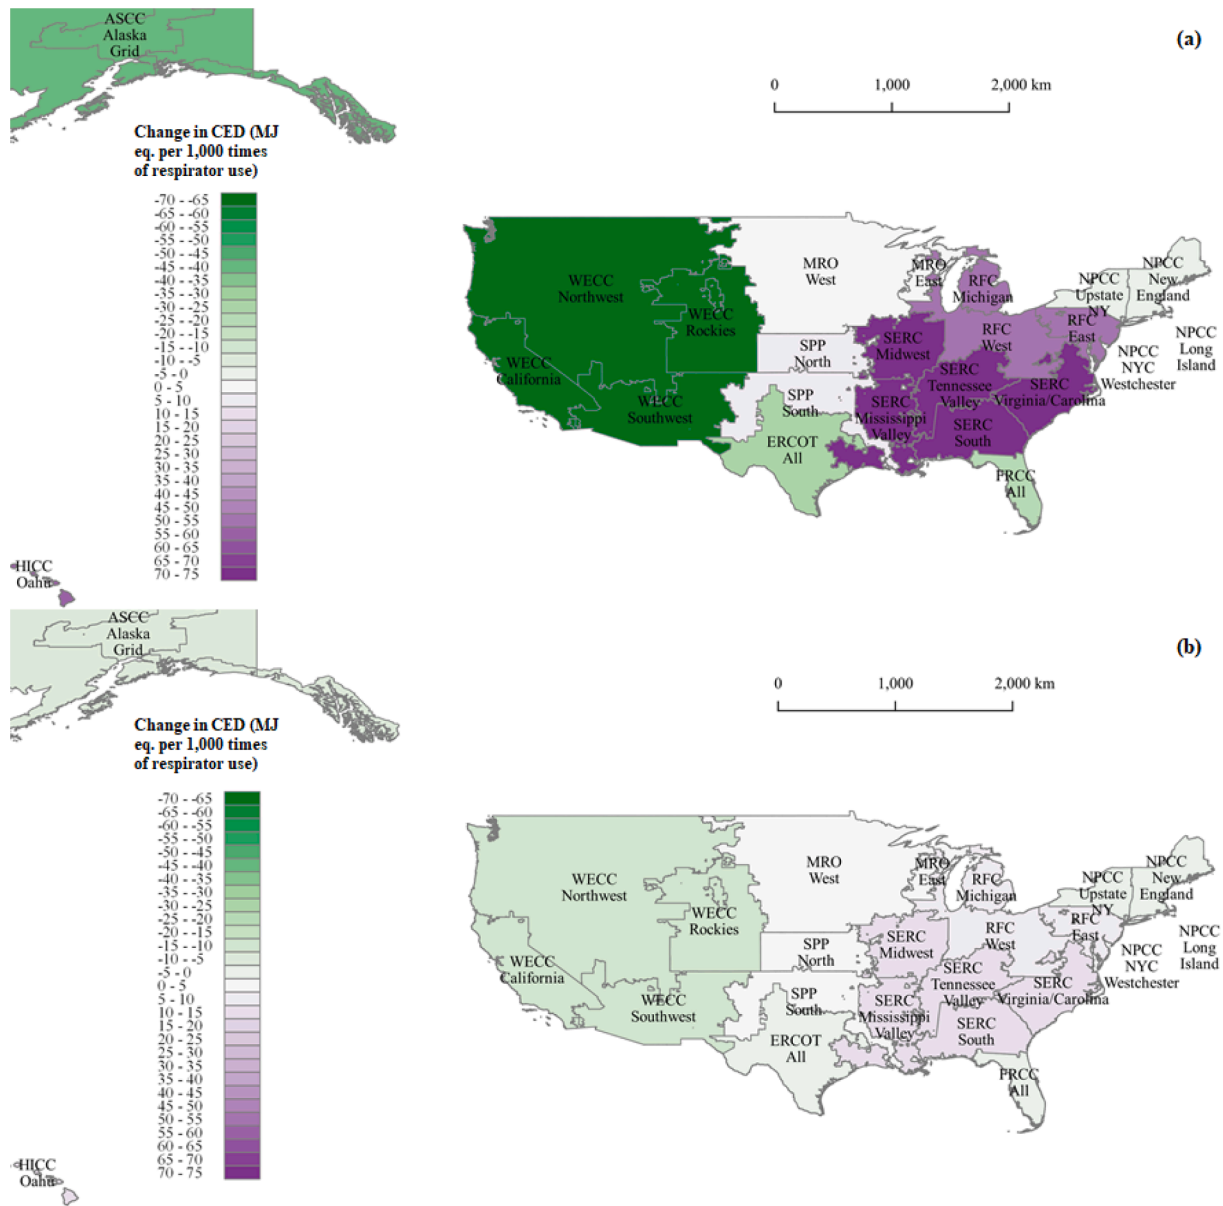 ASCC
Alaska
Grid
(a)
0 1,000 2,000 km
Change in CED (MJ
eq. per 1,000 times
of respirator use)
-70 - -65
-65 - -60
-60 - -55
-55 - -50
-50 - -45
-45 - -40
-40 - -35
-35 - -30
-30 - -25
-25 - -20
-20 - -15
-15 - -10
-10 - -5
-5 - 0
0 - 5
5 - 10
10 - 15
15 - 20
20 - 25
25 - 30
30 - 35
35 - 40
40 - 45
45 - 50
50 - 55
55 - 60
60 - 65
65 - 70
70 - 75
HICC
Oahu
WECC
Northwest
WECC
Rockies
WECC
California
WECC
Southwest
MRO
West
SPP
North
SPP
South
ERCOT
All
MRO
East
RFC
Michigan
RFC
West
RFC
East
SERC
Midwest
SERC
Tennessee
Valley
SERC
Virginia/Carolina
SERC
Mississippi
Valley
SERC
South
FRCC
All
NPCC
Upstate
NY
NPCC
New
England
NPCC
NYC
Westchester
NPCC
Long
Island
ASCC
Alaska
Grid
(b)
0 1,000 2,000 km
Change in CED (MJ
eq. per 1,000 times
of respirator use)
-70 - -65
-65 - -60
-60 - -55
-55 - -50
-50 - -45
-45 - -40
-40 - -35
-35 - -30
-30 - -25
-25 - -20
-20 - -15
-15 - -10
-10 - -5
-5 - 0
0 - 5
5 - 10
10 - 15
15 - 20
20 - 25
25 - 30
30 - 35
35 - 40
40 - 45
45 - 50
50 - 55
55 - 60
60 - 65
65 - 70
70 - 75
HICC
Oahu
WECC
Northwest
WECC
Rockies
WECC
California
WECC
Southwest
MRO
West
SPP
North
SPP
South
ERCOT
All
MRO
East
RFC
Michigan
RFC
West
RFC
East
SERC
Midwest
SERC
Tennessee
Valley
SERC
Virginia/Carolina
SERC
Mississippi
Valley
SERC
South
FRCC
All
NPCC
Upstate
NY
NPCC
New
England
NPCC
NYC
Westchester
NPCC
Long
Island